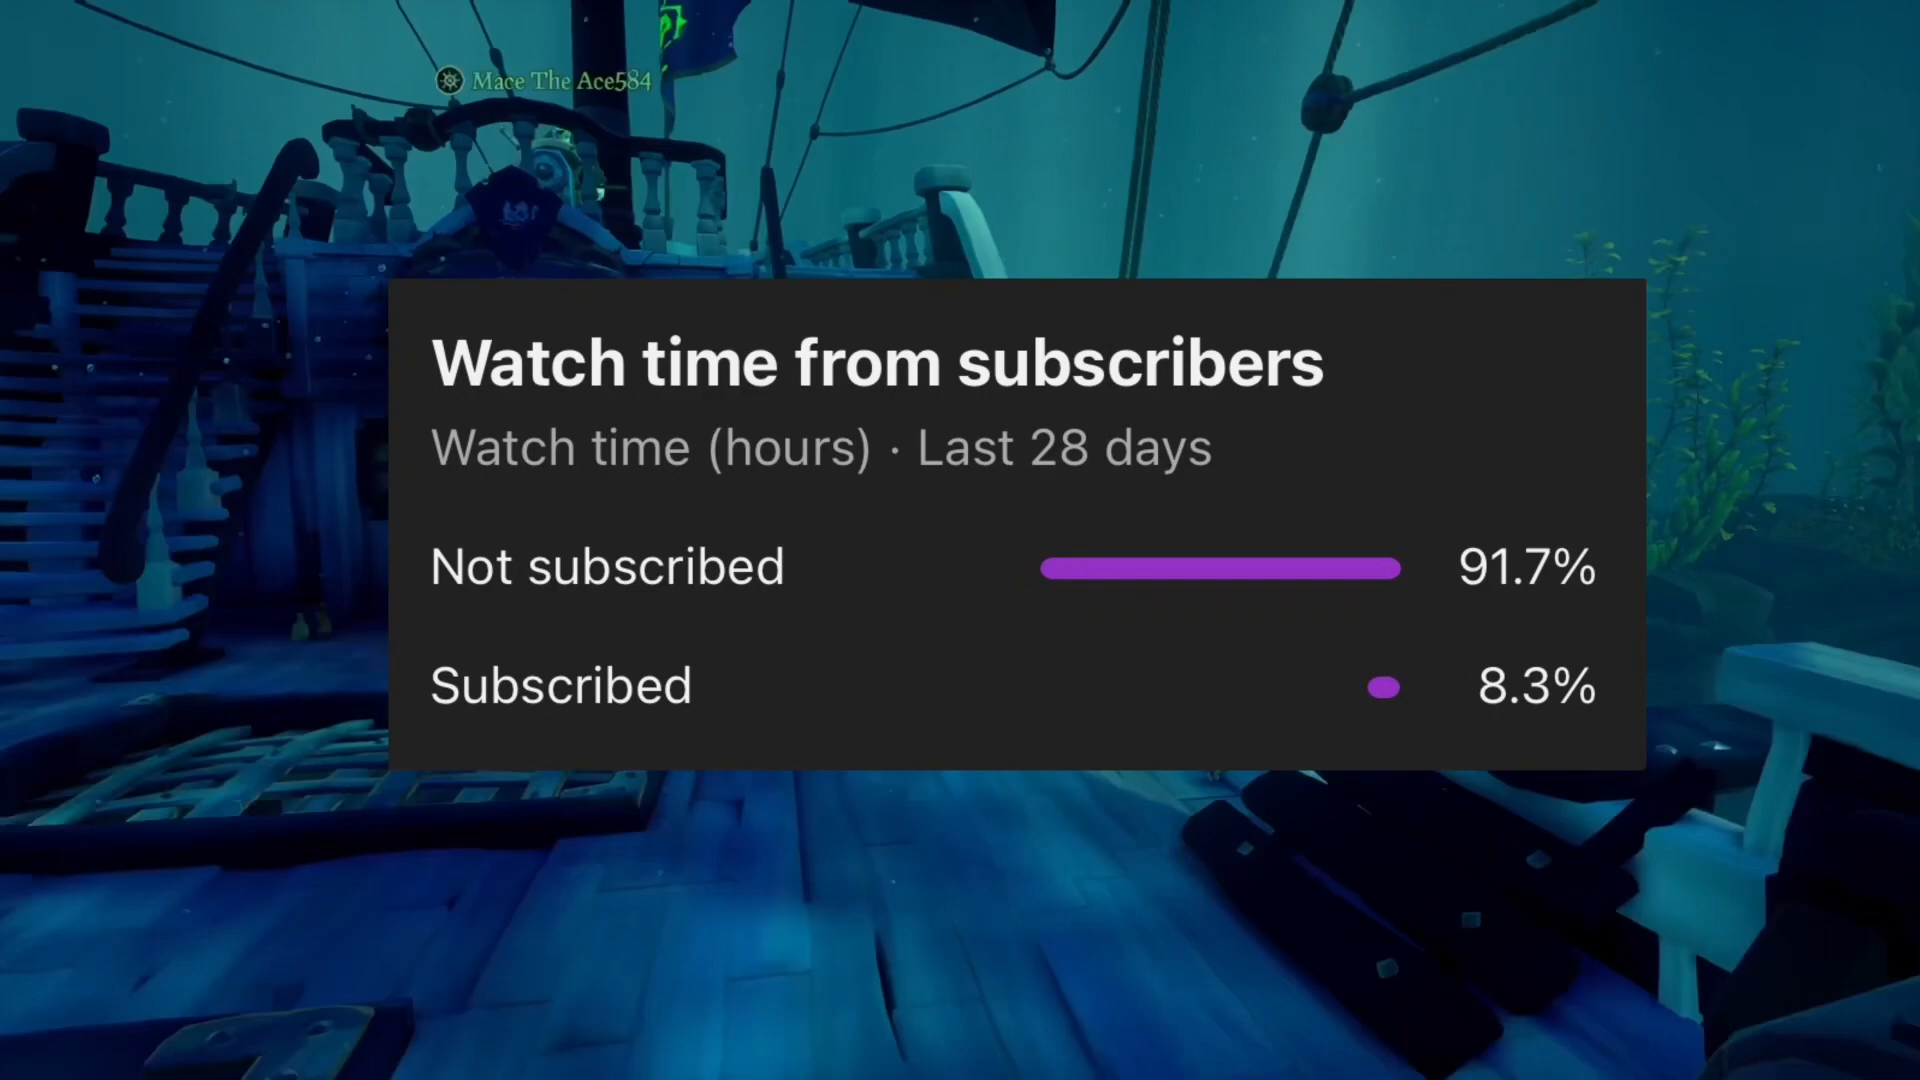 Mace The Ace584
Watch time from subscribers
Watch time (hours) · Last 28 days
Not subscribed 91.7%
Subscribed 8.3%